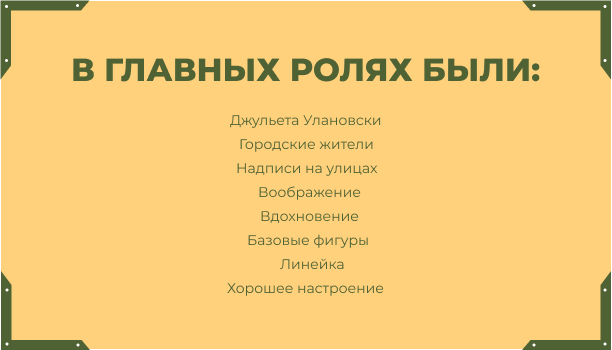 В ГЛАВНЫХ РОЛЯХ БЫЛИ:
Джульета Улановски
Городские жители
Надписи на улицах
Воображение
Вдохновение
Базовые фигуры
Линейка
Хорошее настроение